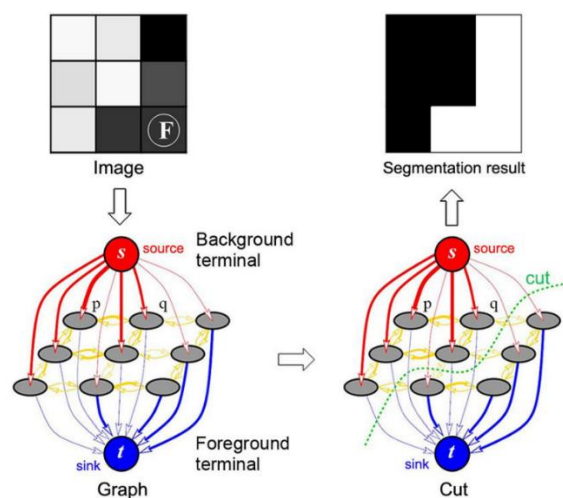 F
Image
Segmentation result
s
source
Background
terminal
p
q
t
sink
Foreground
terminal
Graph
s
source
p
q
cut
t
sink
Cut